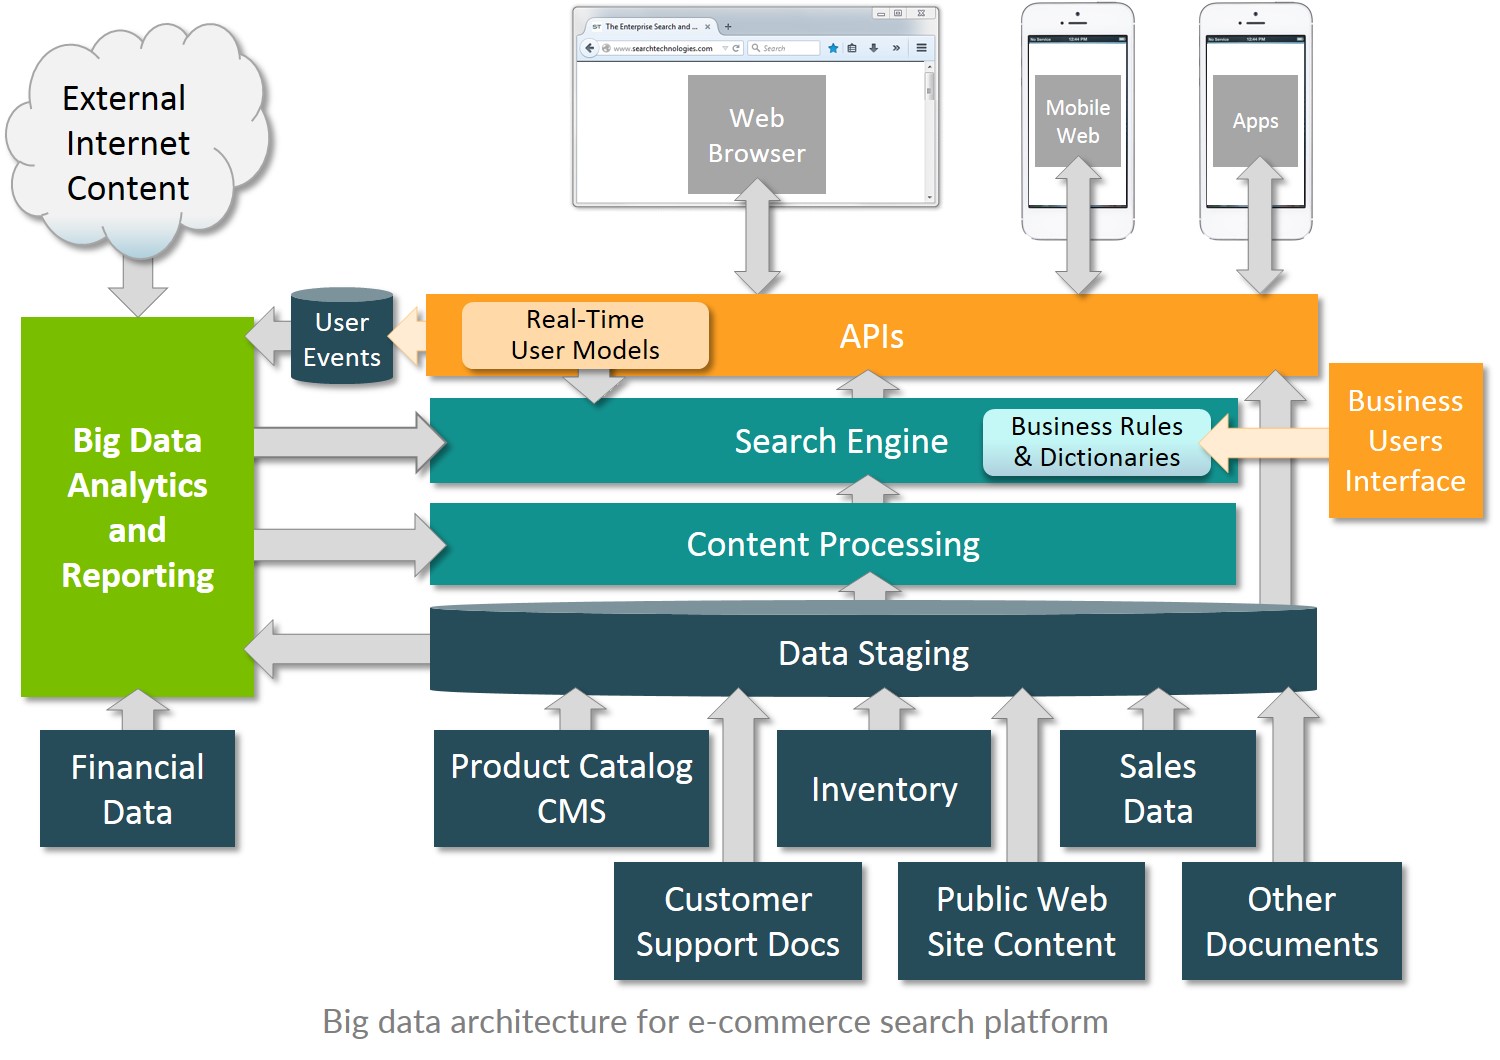 The Enterprise Search and ...
www.searchtechnologies.com
Search
No Service
12:44 PM
No Service
12:44 PM
External
Internet
Content
Web
Browser
Mobile
Web
Apps
User
Events
Real-Time
User Models
APIs
Big Data
Analytics
and
Reporting
Search Engine
Business Rules
& Dictionaries
Business
Users
Interface
Content Processing
Data Staging
Financial
Data
Product Catalog
CMS
Inventory
Sales
Data
Customer
Support Docs
Public Web
Site Content
Other
Documents
Big data architecture for e-commerce search platform